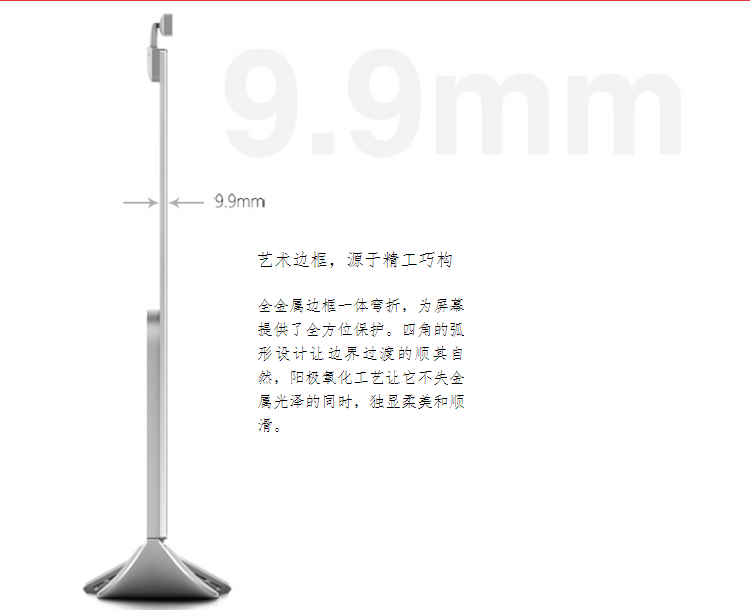 9.9mm
9.9mm
艺术边框，源于精工巧构
全金属边框一体弯折，为屏幕
提供了全方位保护。四角的弧
形设计让边界过渡的顺其自
然，阳极氧化工艺让它不失金
属光泽的同时，独显柔美和顺
滑。